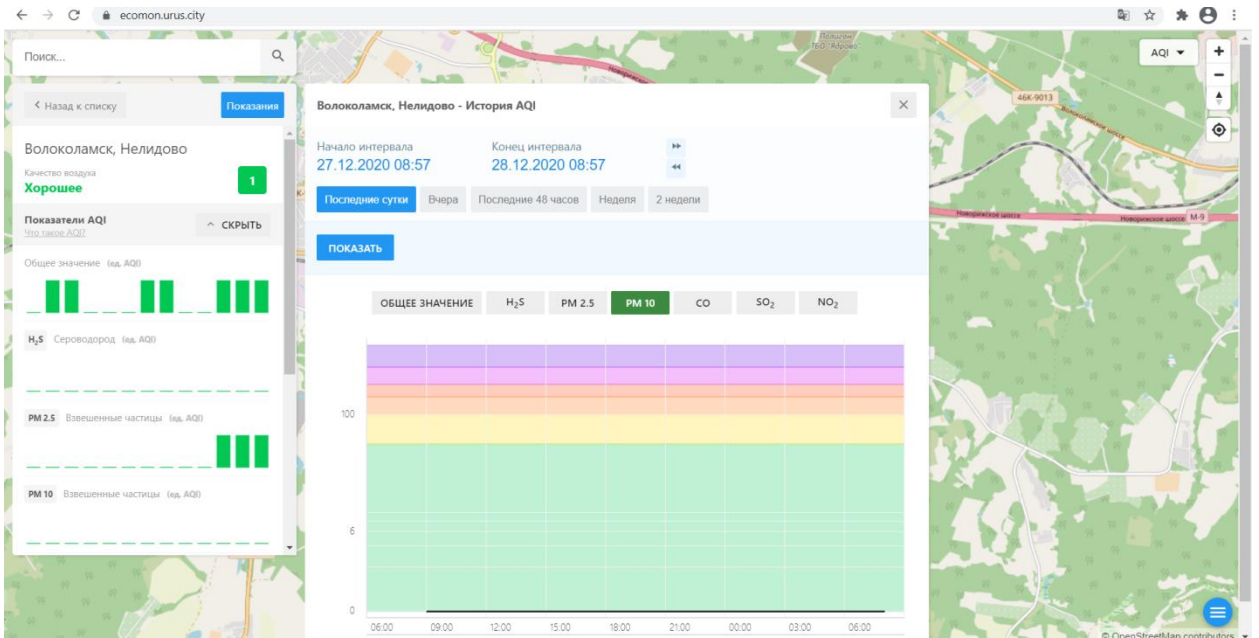 ecomon.urus.city
Поиск...
Назад к списку
Показания
Волоколамск, Нелидово
Качество воздуха
Хорошее
1
Показатели AQI
Что такое AQI?
СКРЫТЬ
Общее значение (ед. AQI)
H₂S Сероводород (ед. AQI)
PM 2.5 Взвешенные частицы (ед. AQI)
PM 10 Взвешенные частицы (ед. AQI)
Волоколамск, Нелидово - История AQI
Начало интервала
27.12.2020 08:57
Конец интервала
28.12.2020 08:57
Последние сутки Вчера Последние 48 часов Неделя 2 недели
ПОКАЗАТЬ
ОБЩЕЕ ЗНАЧЕНИЕ H₂S PM 2.5 PM 10 CO SO₂ NO₂
100
6
0
06:00 09:00 12:00 15:00 18:00 21:00 00:00 03:00 06:00
Полигон
ТБО "Ядрово"
AQI
46К-9013
Волоколамское шоссе
Новорижское шоссе
Новорижское шоссе
М-9
© OpenStreetMap contributors